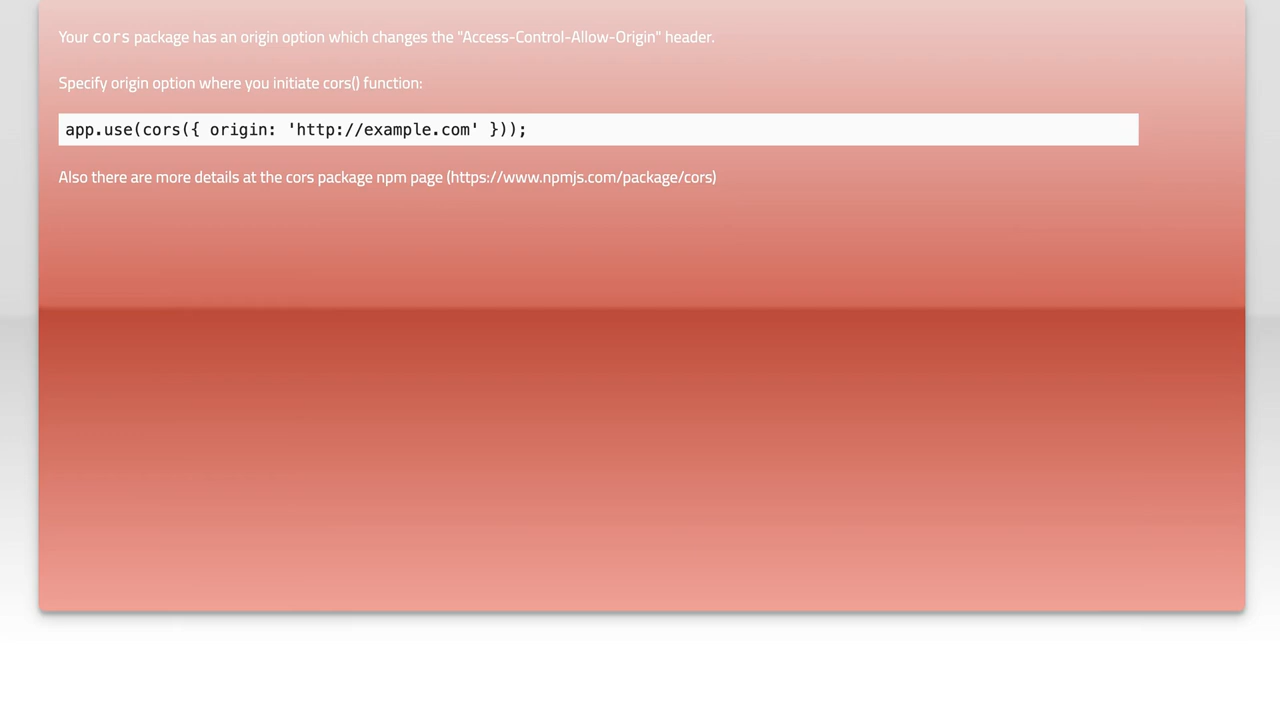 Your cors package has an origin option which changes the "Access-Control-Allow-Origin" header.
Specify origin option where you initiate cors() function:
app.use(cors({ origin: 'http://example.com' }));
Also there are more details at the cors package npm page (https://www.npmjs.com/package/cors)